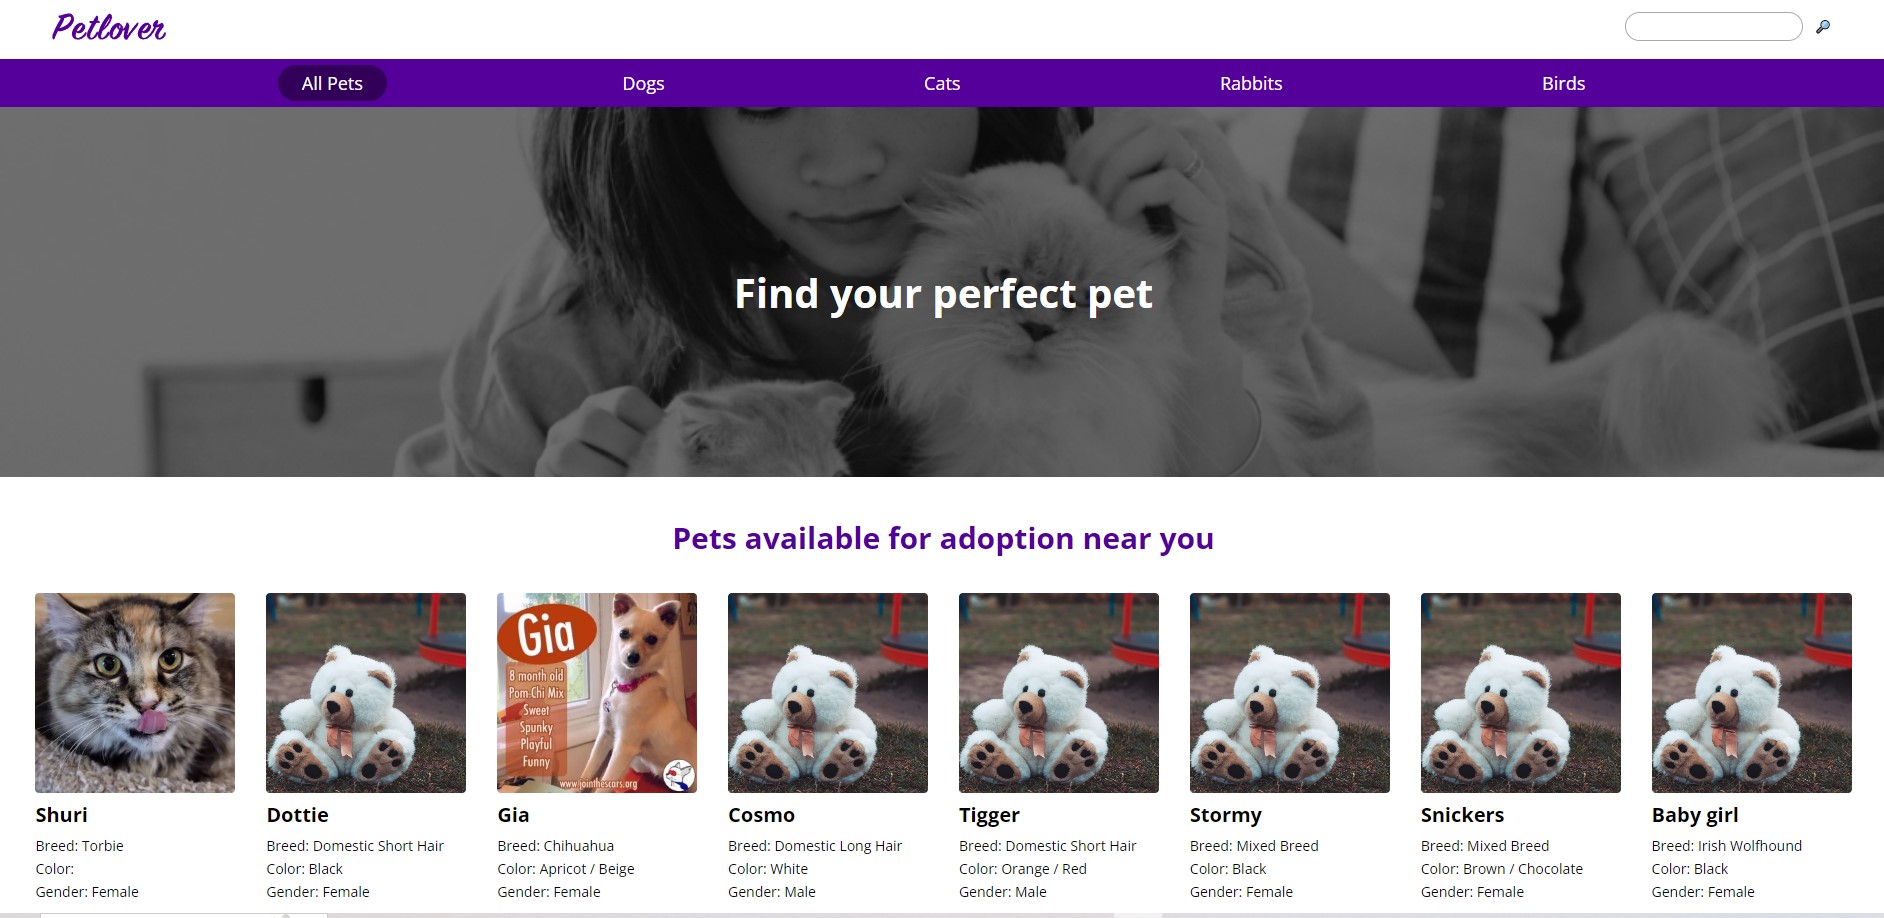 Petlover
All Pets
Dogs
Cats
Rabbits
Birds
Find your perfect pet
Pets available for adoption near you
Gia
8 month old
Pom-Chi Mix
Sweet
Spunky
Playful
Funny
www.jointhescars.org
Shuri
Breed: Torbie
Color:
Gender: Female
Dottie
Breed: Domestic Short Hair
Color: Black
Gender: Female
Gia
Breed: Chihuahua
Color: Apricot / Beige
Gender: Female
Cosmo
Breed: Domestic Long Hair
Color: White
Gender: Male
Tigger
Breed: Domestic Short Hair
Color: Orange / Red
Gender: Male
Stormy
Breed: Mixed Breed
Color: Black
Gender: Female
Snickers
Breed: Mixed Breed
Color: Brown / Chocolate
Gender: Female
Baby girl
Breed: Irish Wolfhound
Color: Black
Gender: Female